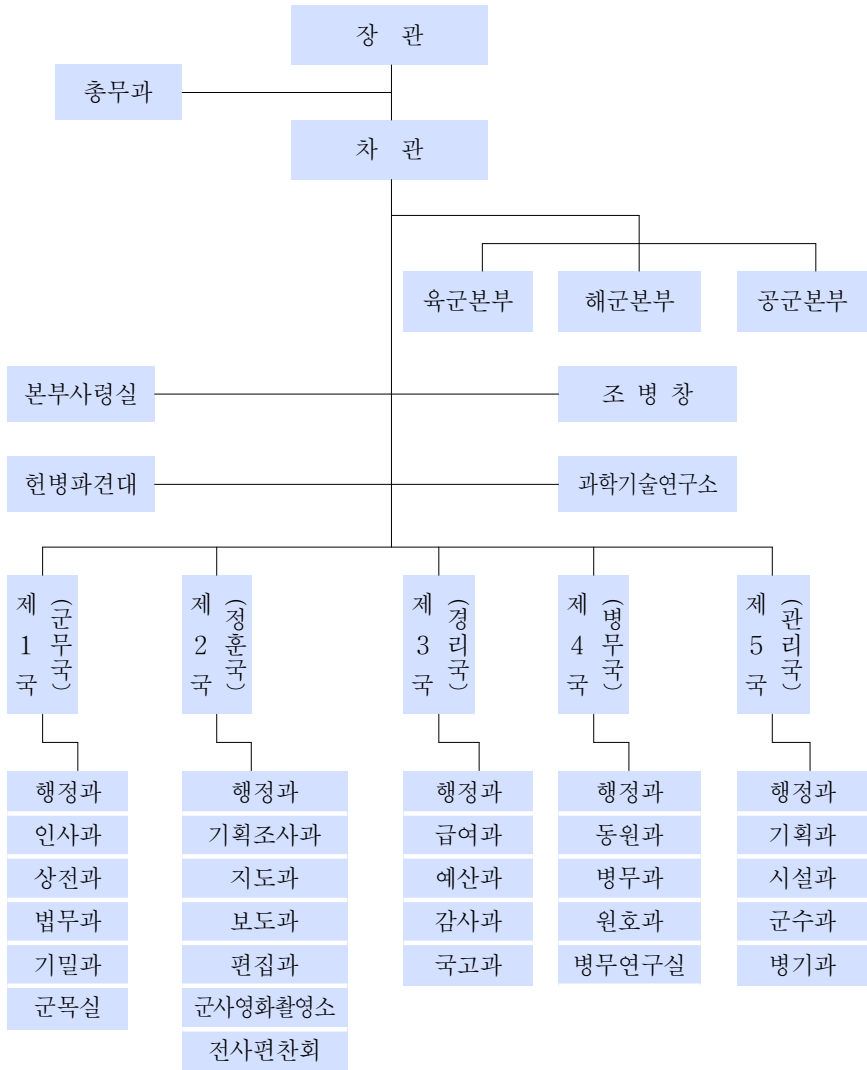 장 관
총무과
차 관
육군본부
해군본부
공군본부
본부사령실
조 병 창
헌병파견대
과학기술연구소
제1국
(군무국)
제2국
(정훈국)
제3국
(경리국)
제4국
(병무국)
제5국
(관리국)
행정과
인사과
상전과
법무과
기밀과
군목실
행정과
기획조사과
지도과
보도과
편집과
군사영화촬영소
전사편찬회
행정과
급여과
예산과
감사과
국고과
행정과
동원과
병무과
원호과
병무연구실
행정과
기획과
시설과
군수과
병기과